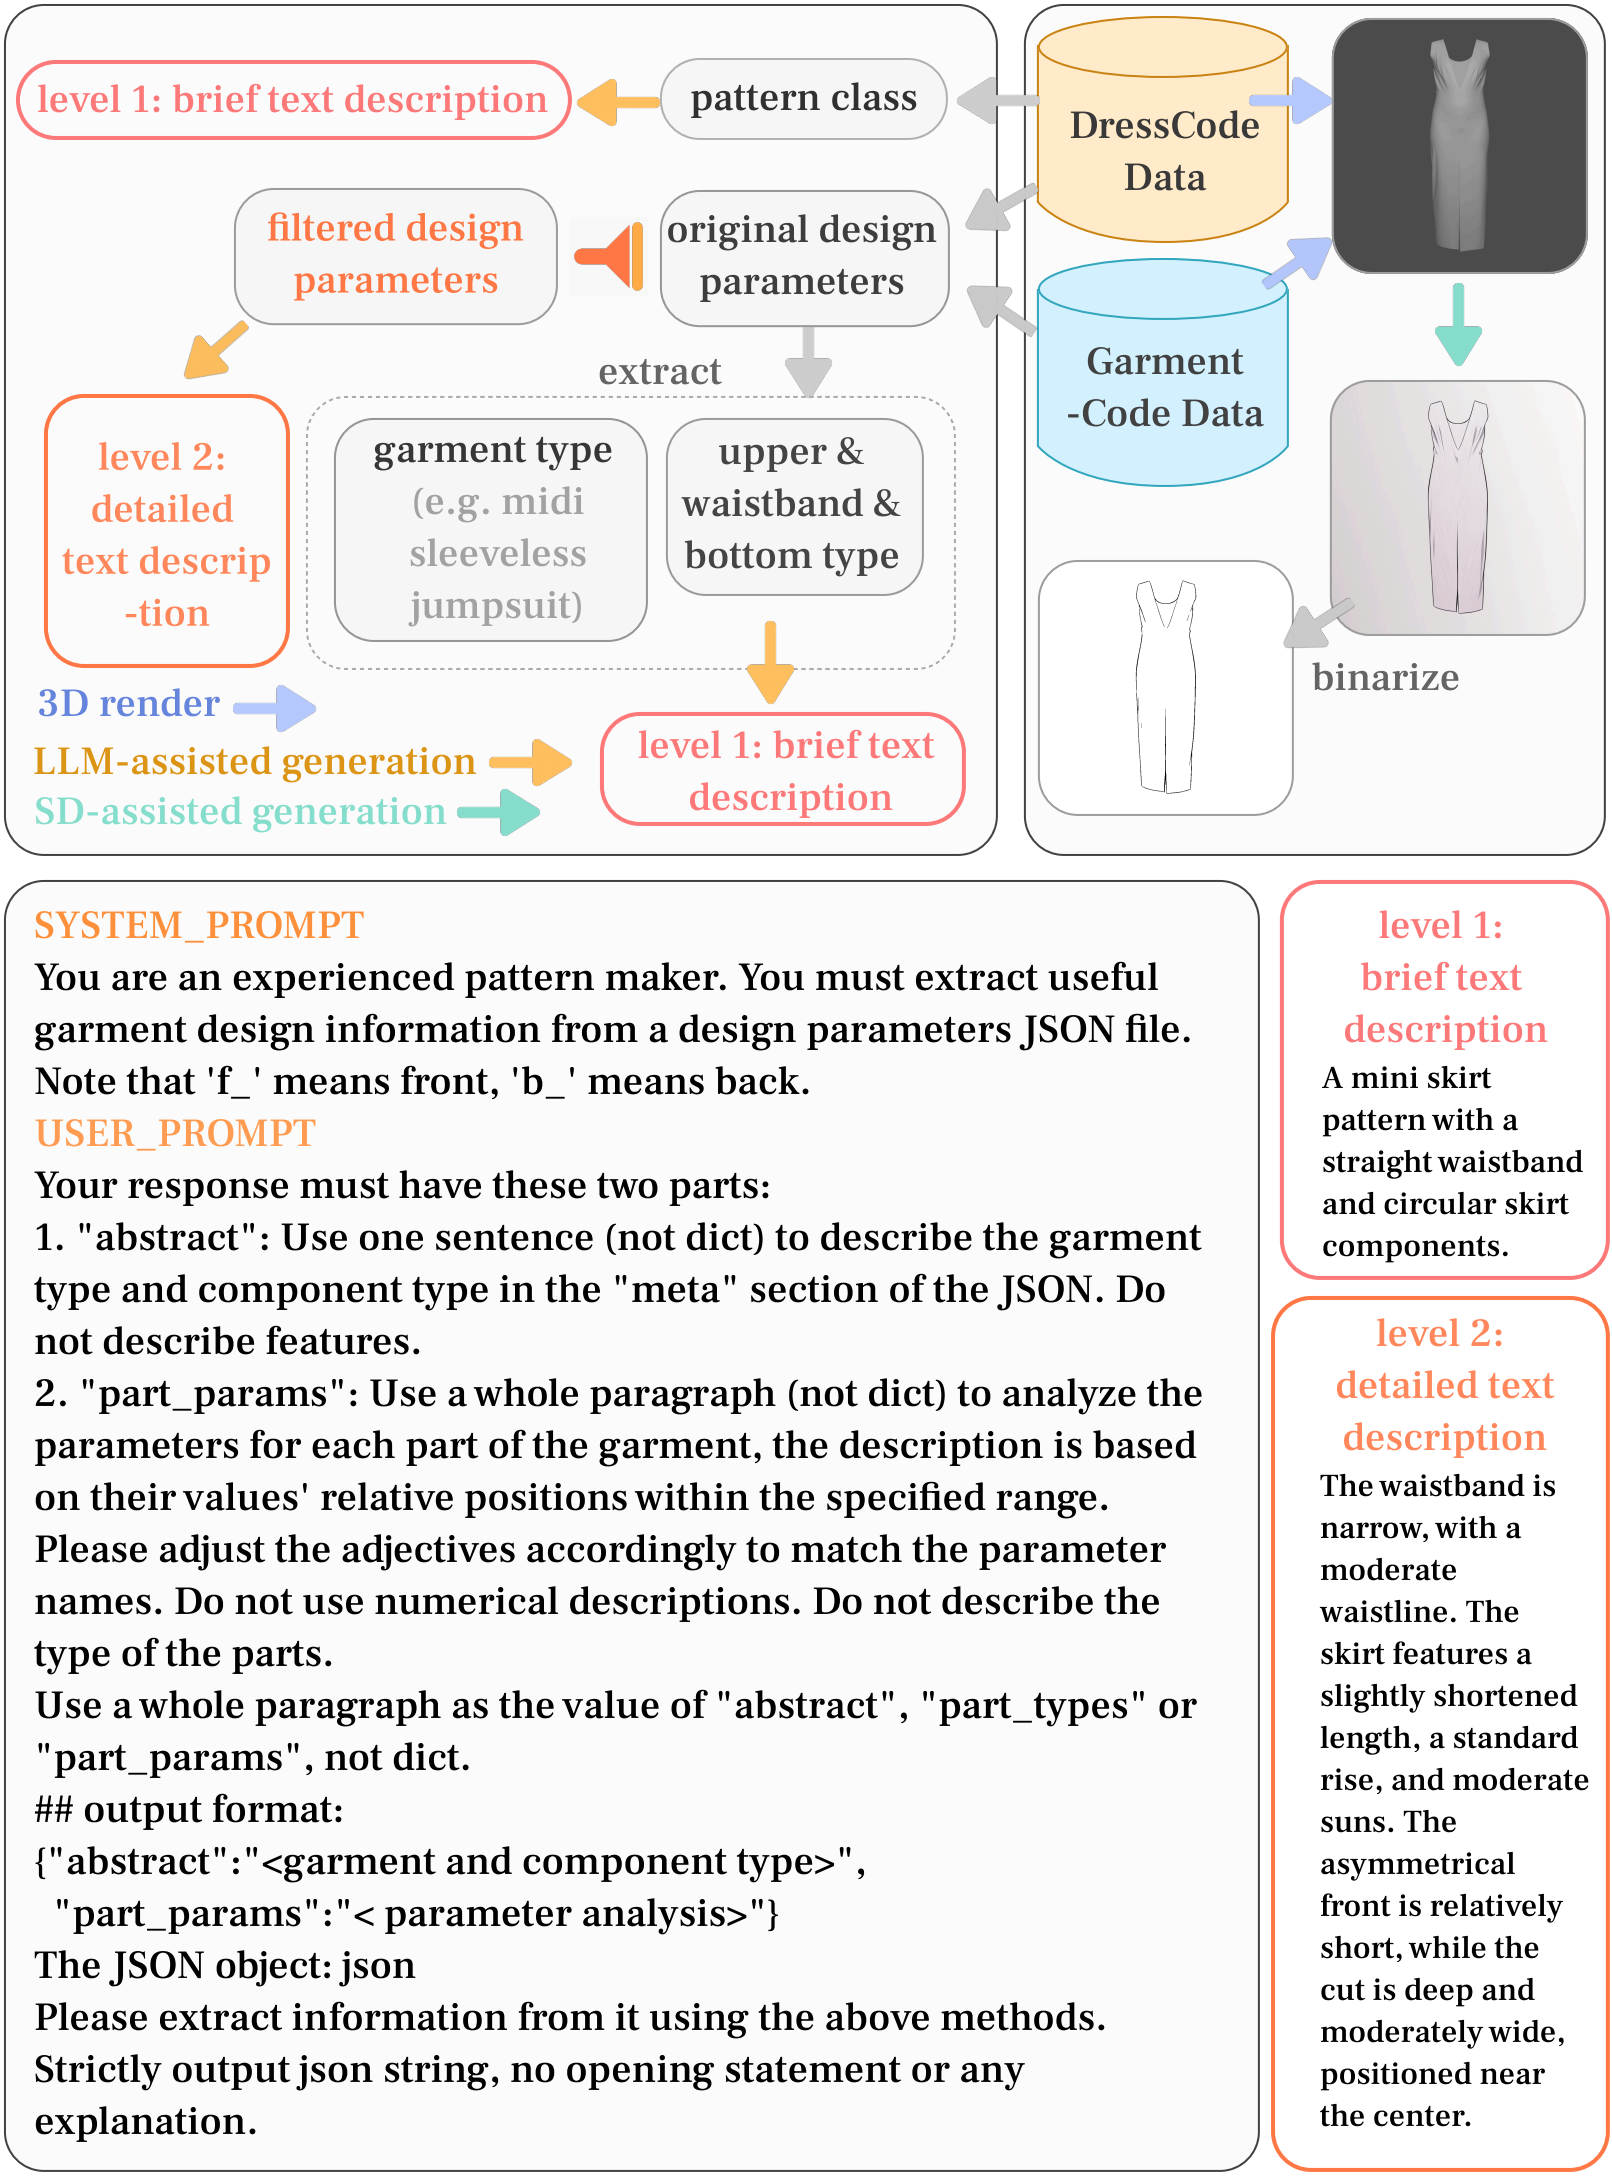 level 1: brief text description
pattern class
filtered design
parameters
original design
parameters
extract
level 2:
detailed
text descrip
-tion
garment type
(e.g. midi
sleeveless
jumpsuit)
upper &
waistband &
bottom type
3D render
LLM-assisted generation
SD-assisted generation
level 1: brief text
description
DressCode
Data
Garment
-Code Data
binarize
SYSTEM_PROMPT
You are an experienced pattern maker. You must extract useful
garment design information from a design parameters JSON file.
Note that 'f_' means front, 'b_' means back.
USER_PROMPT
Your response must have these two parts:
1. "abstract": Use one sentence (not dict) to describe the garment
type and component type in the "meta" section of the JSON. Do
not describe features.
2. "part_params": Use a whole paragraph (not dict) to analyze the
parameters for each part of the garment, the description is based
on their values' relative positions within the specified range.
Please adjust the adjectives accordingly to match the parameter
names. Do not use numerical descriptions. Do not describe the
type of the parts.
Use a whole paragraph as the value of "abstract", "part_types" or
"part_params", not dict.
## output format:
{"abstract":"<garment and component type>",
"part_params":"< parameter analysis>"}
The JSON object: json
Please extract information from it using the above methods.
Strictly output json string, no opening statement or any
explanation.
level 1:
brief text
description
A mini skirt
pattern with a
straight waistband
and circular skirt
components.
level 2:
detailed text
description
The waistband is
narrow, with a
moderate
waistline. The
skirt features a
slightly shortened
length, a standard
rise, and moderate
suns. The
asymmetrical
front is relatively
short, while the
cut is deep and
moderately wide,
positioned near
the center.